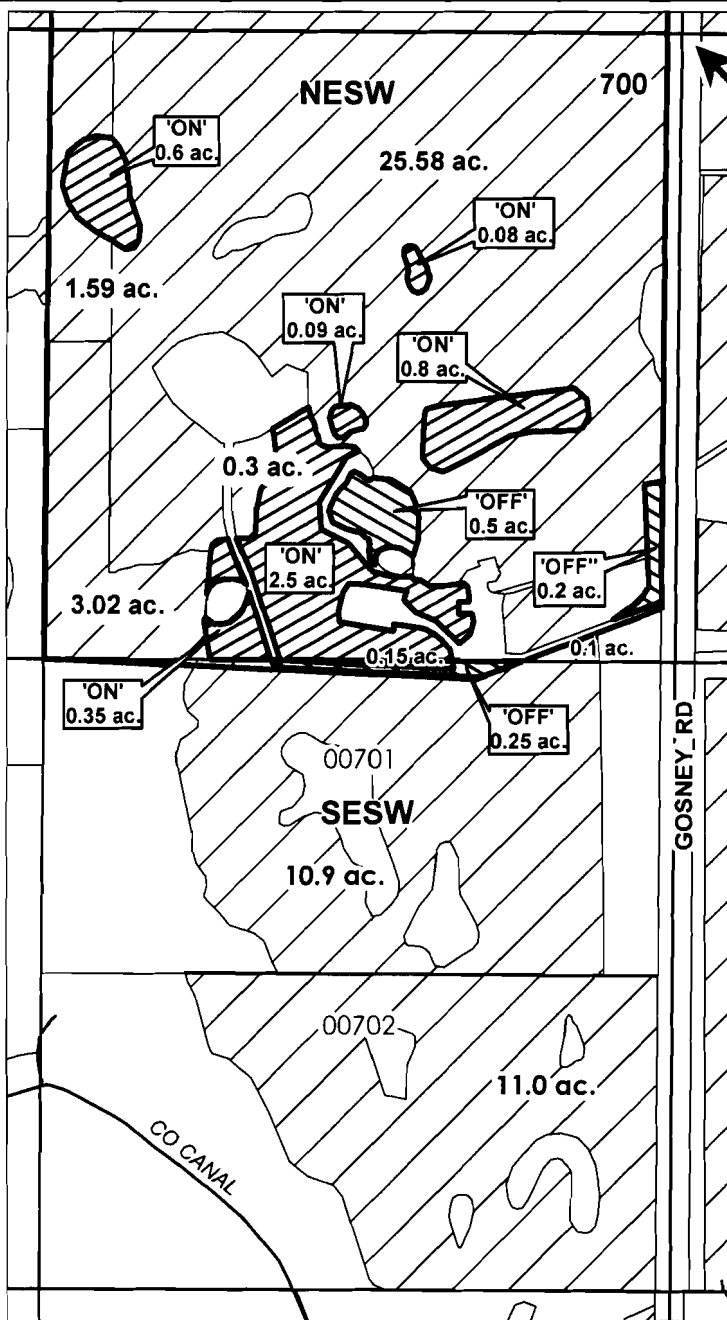 NESW
700
'ON'
0.6 ac.
25.58 ac.
'ON'
0.08 ac.
1.59 ac.
'ON'
0.09 ac.
'ON'
0.8 ac.
0.3 ac.
'OFF'
0.5 ac.
'ON'
2.5 ac.
'OFF"
0.2 ac.
3.02 ac.
0.1 ac.
0.15 ac.
'ON'
0.35 ac.
'OFF'
0.25 ac.
GOSNEY_RD
00701
SESW
10.9 ac.
00702
11.0 ac.
CO CANAL